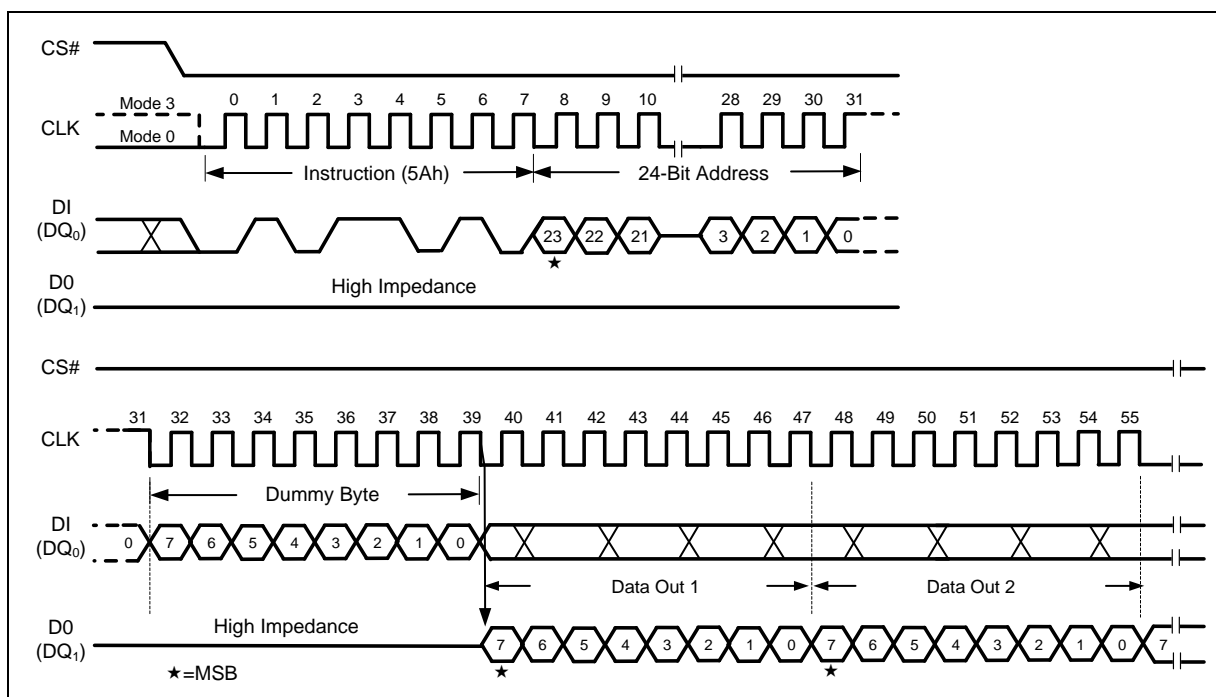 CS#
Mode 3
CLK
Mode 0
0 1 2 3 4 5 6 7 8 9 10 28 29 30 31
Instruction (5Ah) 24-Bit Address
DI
(DQ0)
23 22 21 3 2 1 0
★
D0
(DQ1)
High Impedance
CS#
31 32 33 34 35 36 37 38 39 40 41 42 43 44 45 46 47 48 49 50 51 52 53 54 55
CLK
Dummy Byte
DI
(DQ0)
0 7 6 5 4 3 2 1 0
Data Out 1 Data Out 2
D0
(DQ1)
High Impedance
7 6 5 4 3 2 1 0 7 6 5 4 3 2 1 0 7
★ ★
★=MSB